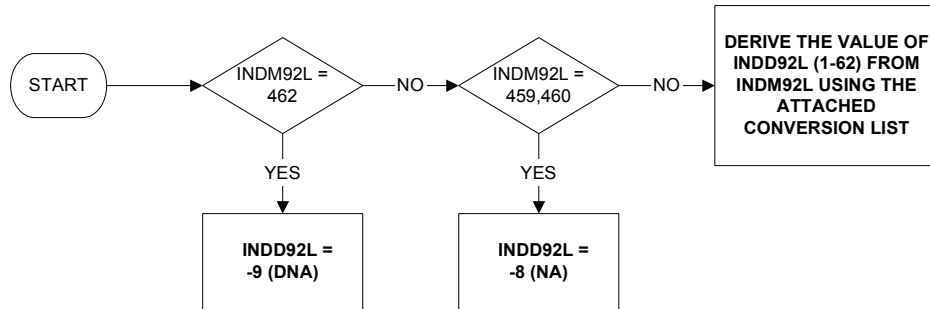 START
INDM92L =
462
NO
INDM92L =
459,460
NO
DERIVE THE VALUE OF
INDD92L (1-62) FROM
INDM92L USING THE
ATTACHED
CONVERSION LIST
YES
YES
INDD92L =
-9 (DNA)
INDD92L =
-8 (NA)